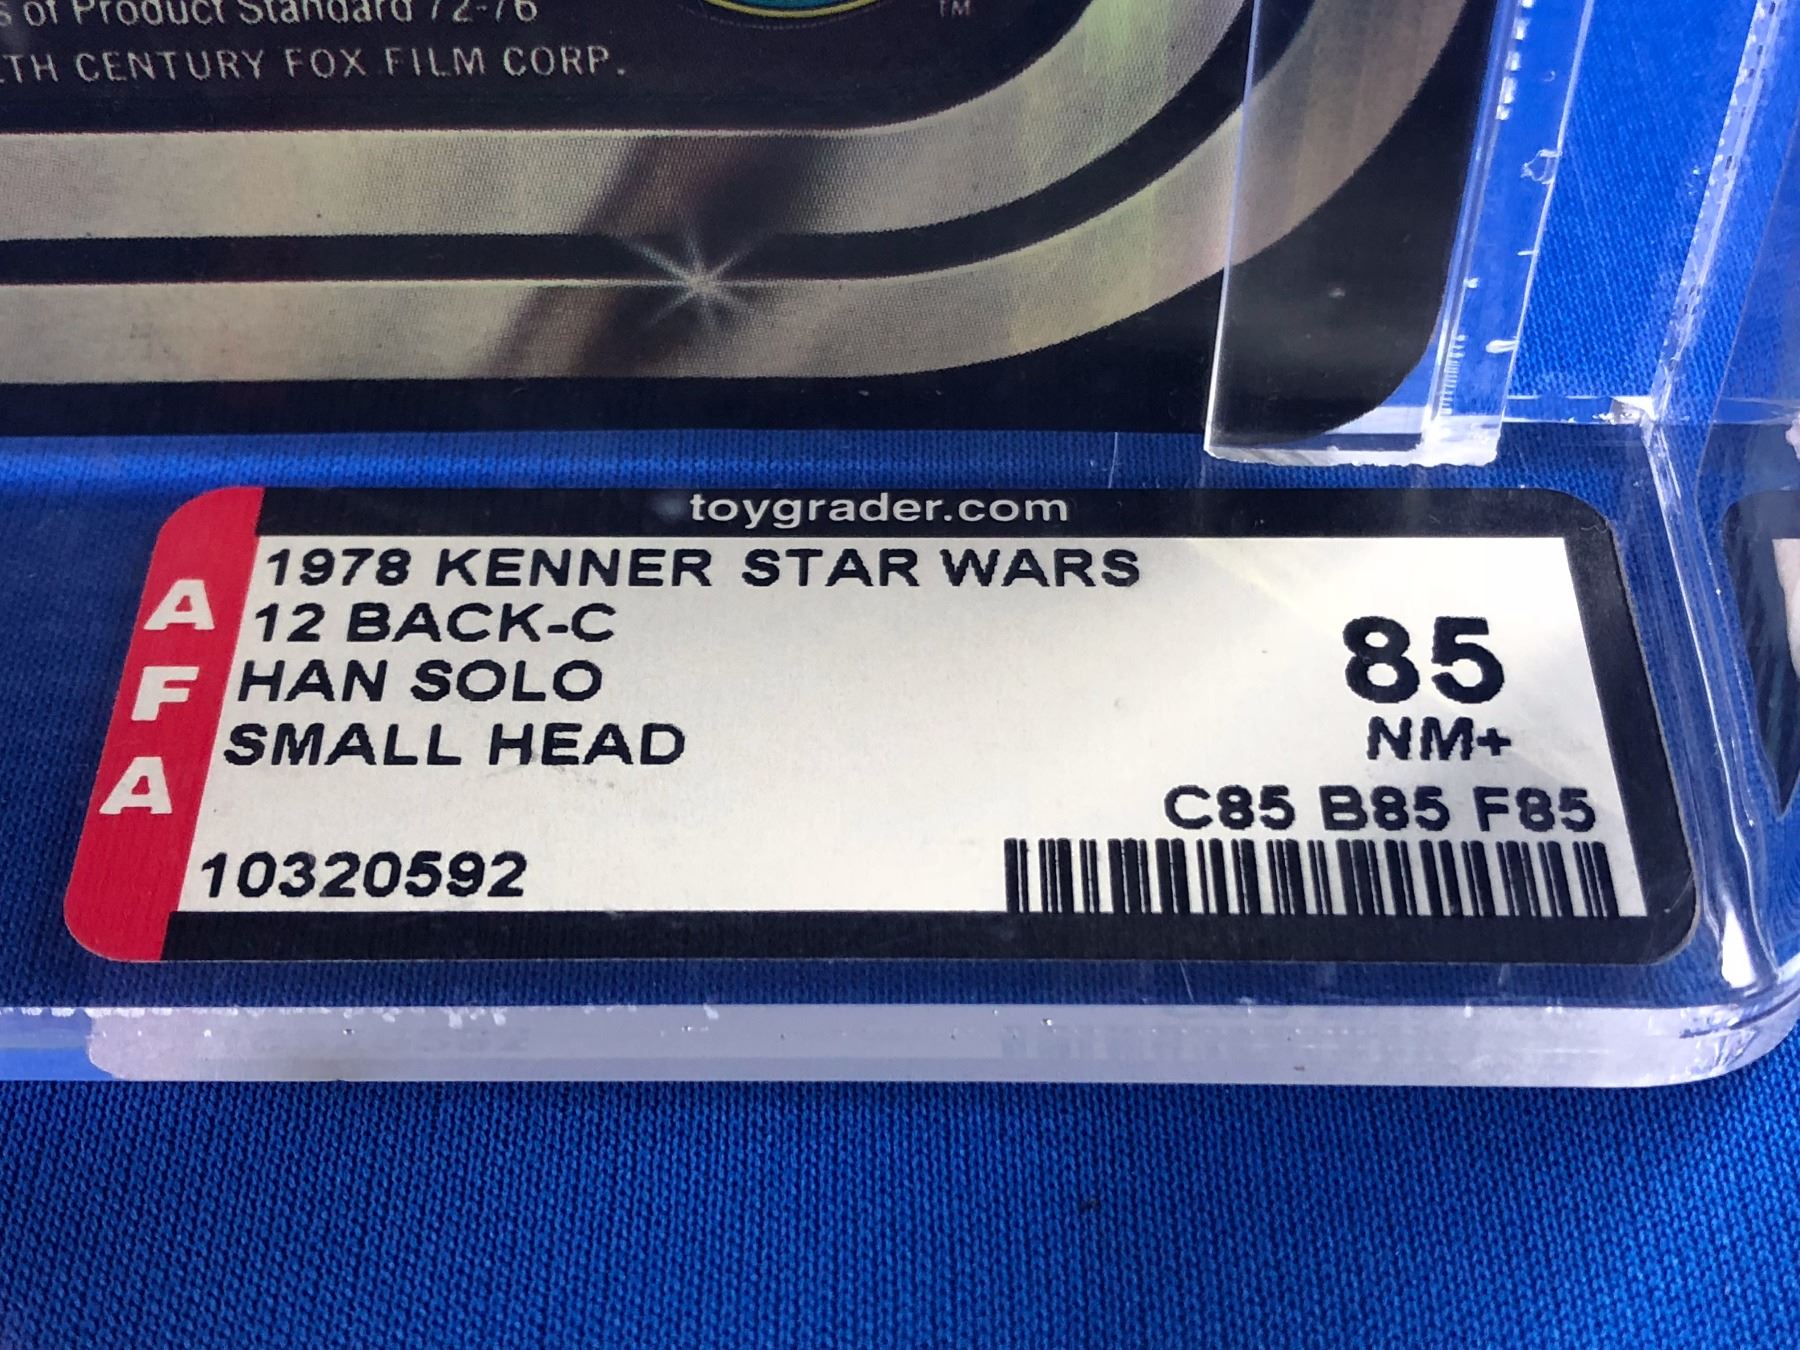 of Product Standard 72-76
CENTURY FOX FILM CORP.
TM
toygrader.com
AFA
1978 KENNER STAR WARS
12 BACK-C
HAN SOLO
SMALL HEAD
85
NM+
C85 B85 F85
10320592